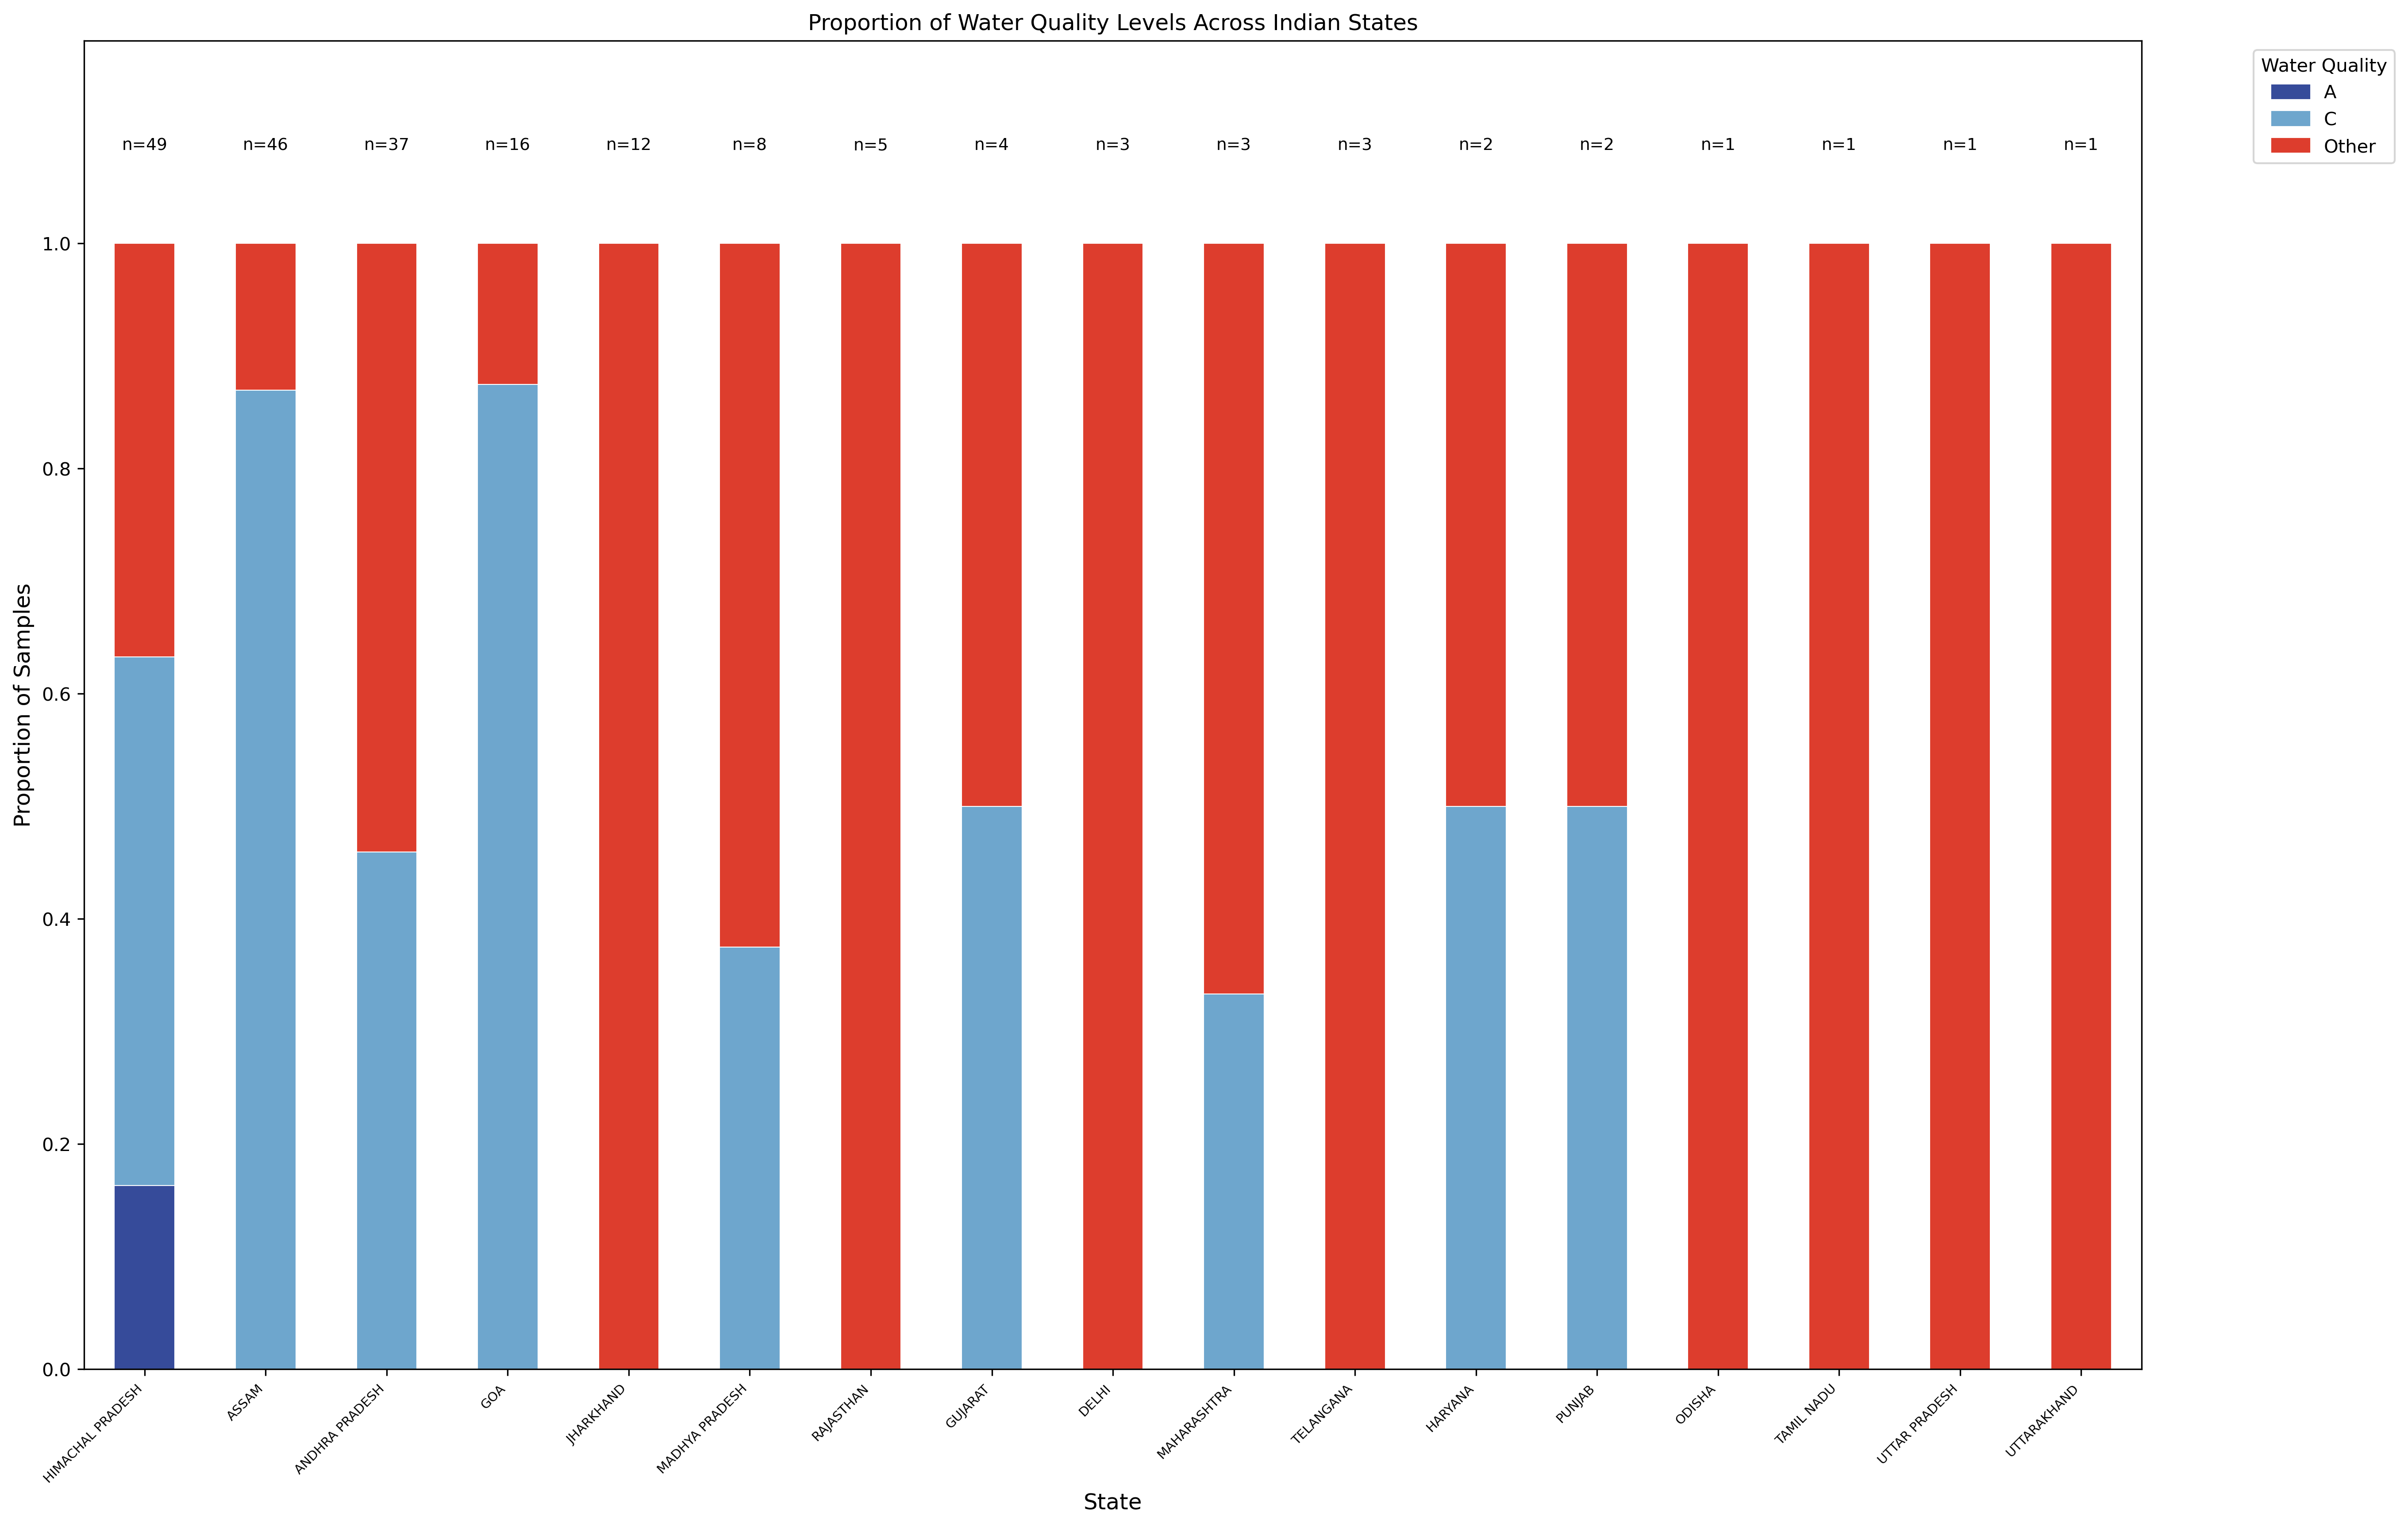 Proportion of Water Quality Levels Across Indian States
Water Quality
A
C
Other
n=49 n=46 n=37 n=16 n=12 n=8 n=5 n=4 n=3 n=3 n=3 n=2 n=2 n=1 n=1 n=1 n=1
Proportion of Samples
1.0
0.8
0.6
0.4
0.2
0.0
HIMACHAL PRADESH
ASSAM
ANDHRA PRADESH
GOA
JHARKHAND
MADHYA PRADESH
RAJASTHAN
GUJARAT
DELHI
MAHARASHTRA
TELANGANA
HARYANA
PUNJAB
ODISHA
TAMIL NADU
UTTAR PRADESH
UTTARAKHAND
State